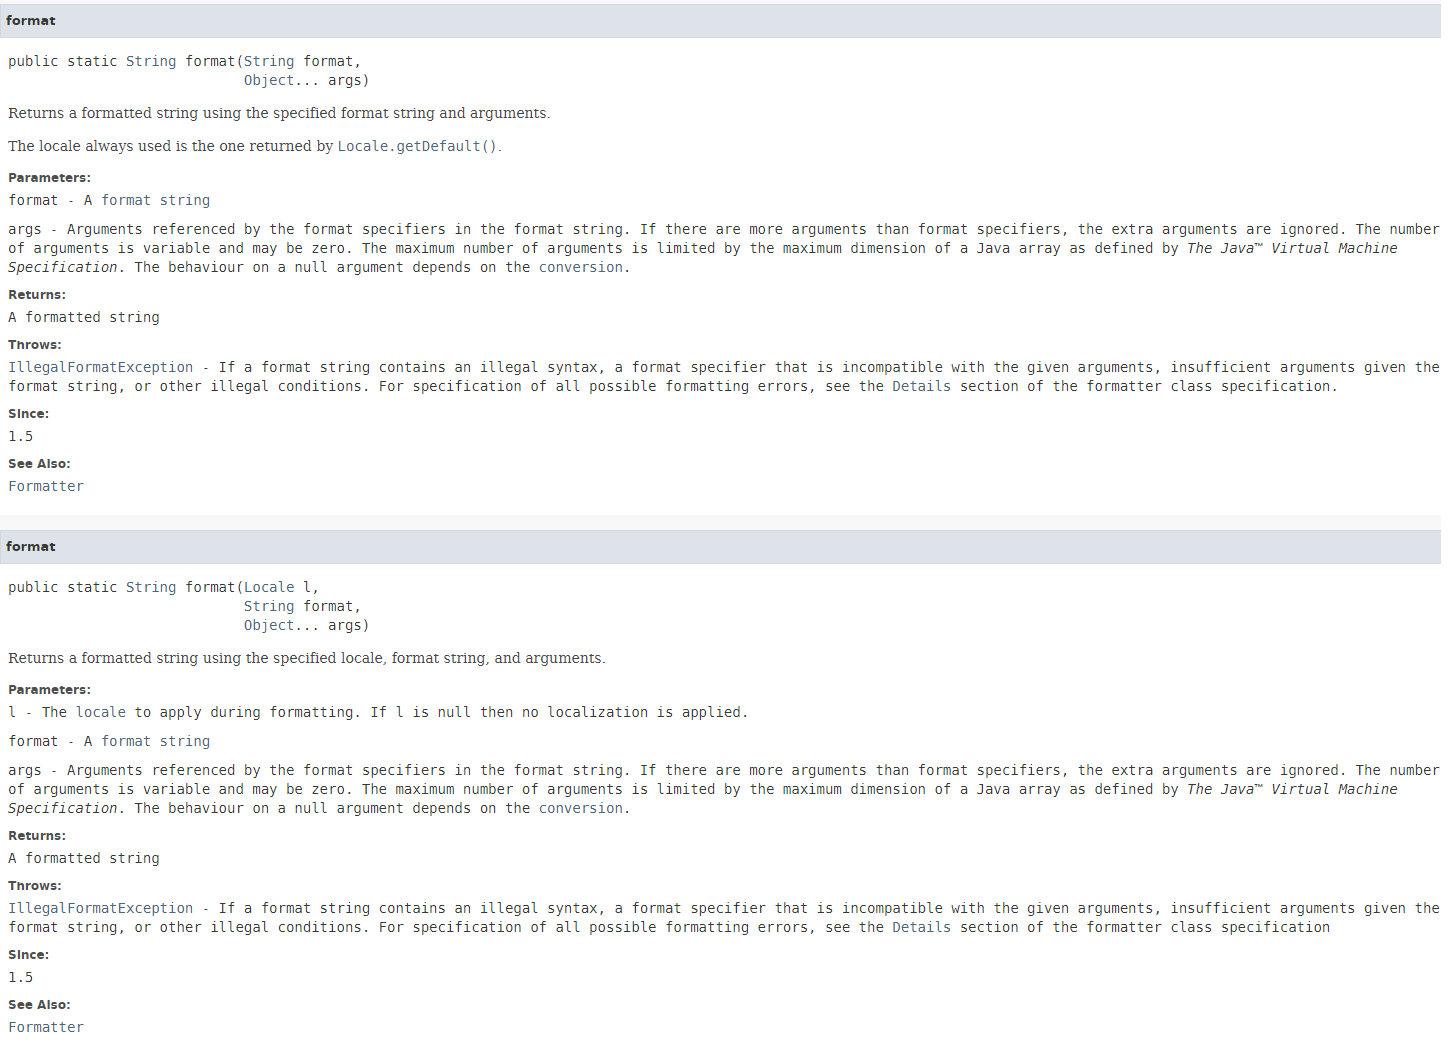 format
public static String format(String format,
Object... args)
Returns a formatted string using the specified format string and arguments.
The locale always used is the one returned by Locale.getDefault().
Parameters:
format - A format string
args - Arguments referenced by the format specifiers in the format string. If there are more arguments than format specifiers, the extra arguments are ignored. The number
of arguments is variable and may be zero. The maximum number of arguments is limited by the maximum dimension of a Java array as defined by The Java™ Virtual Machine
Specification. The behaviour on a null argument depends on the conversion.
Returns:
A formatted string
Throws:
IllegalFormatException - If a format string contains an illegal syntax, a format specifier that is incompatible with the given arguments, insufficient arguments given the
format string, or other illegal conditions. For specification of all possible formatting errors, see the Details section of the formatter class specification.
Since:
1.5
See Also:
Formatter
format
public static String format(Locale l,
String format,
Object... args)
Returns a formatted string using the specified locale, format string, and arguments.
Parameters:
l - The locale to apply during formatting. If l is null then no localization is applied.
format - A format string
args - Arguments referenced by the format specifiers in the format string. If there are more arguments than format specifiers, the extra arguments are ignored. The number
of arguments is variable and may be zero. The maximum number of arguments is limited by the maximum dimension of a Java array as defined by The Java™ Virtual Machine
Specification. The behaviour on a null argument depends on the conversion.
Returns:
A formatted string
Throws:
IllegalFormatException - If a format string contains an illegal syntax, a format specifier that is incompatible with the given arguments, insufficient arguments given the
format string, or other illegal conditions. For specification of all possible formatting errors, see the Details section of the formatter class specification
Since:
1.5
See Also:
Formatter